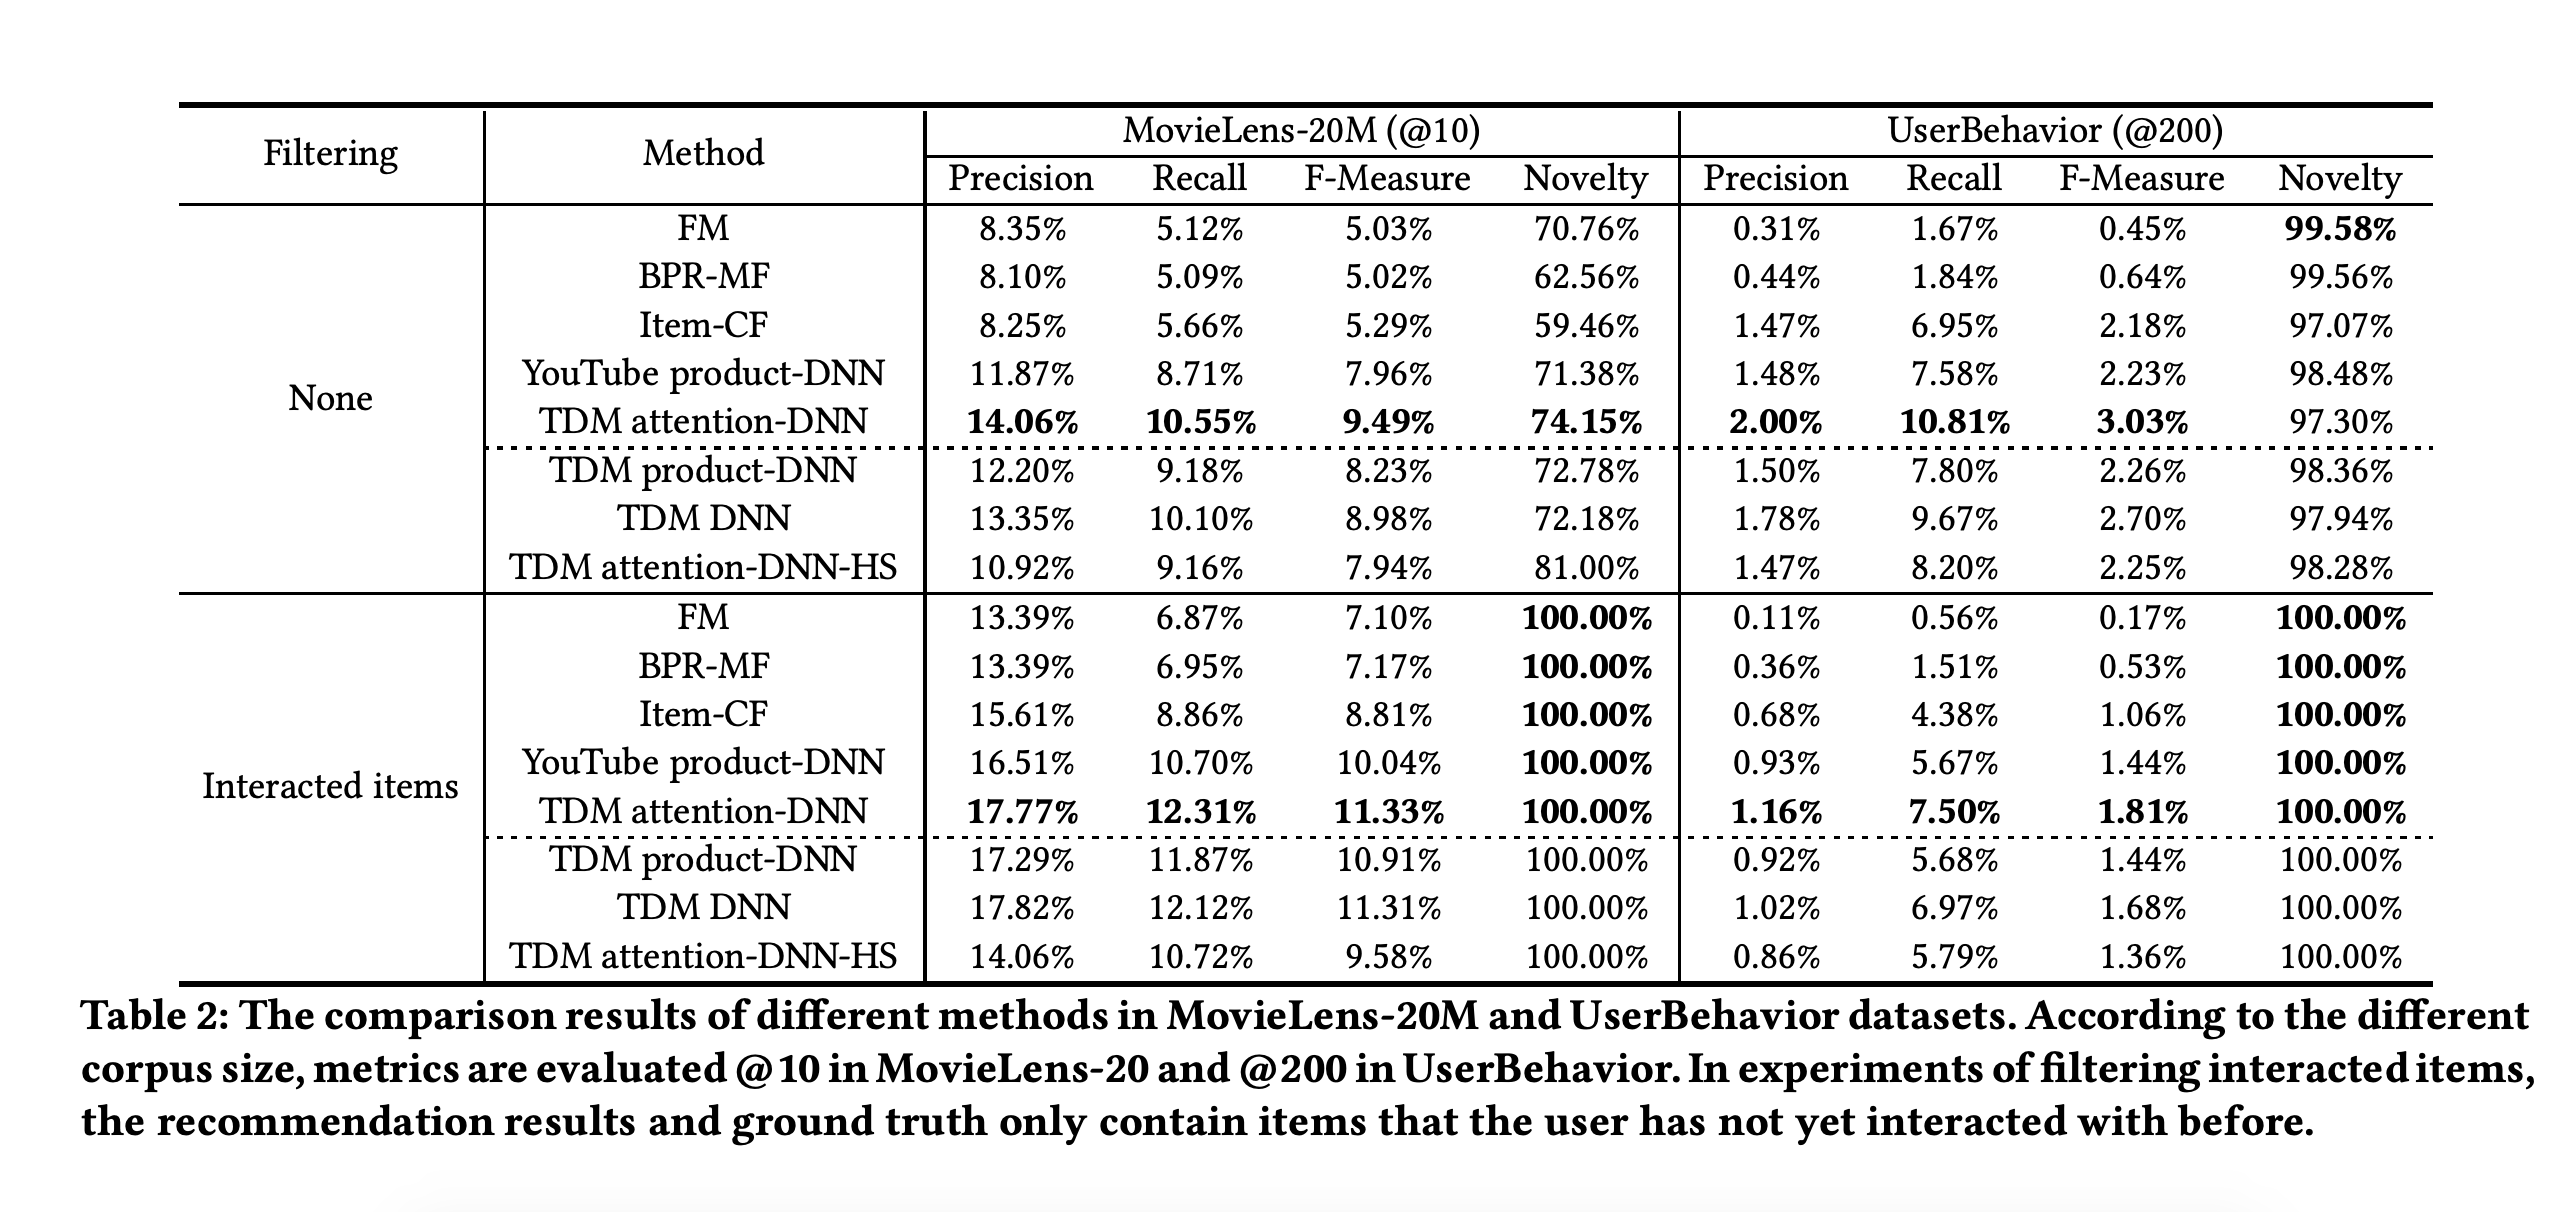 Filtering Method MovieLens-20M (@10) UserBehavior (@200)
Precision Recall F-Measure Novelty Precision Recall F-Measure Novelty
None
FM 8.35% 5.12% 5.03% 70.76% 0.31% 1.67% 0.45% 99.58%
BPR-MF 8.10% 5.09% 5.02% 62.56% 0.44% 1.84% 0.64% 99.56%
Item-CF 8.25% 5.66% 5.29% 59.46% 1.47% 6.95% 2.18% 97.07%
YouTube product-DNN 11.87% 8.71% 7.96% 71.38% 1.48% 7.58% 2.23% 98.48%
TDM attention-DNN 14.06% 10.55% 9.49% 74.15% 2.00% 10.81% 3.03% 97.30%
TDM product-DNN 12.20% 9.18% 8.23% 72.78% 1.50% 7.80% 2.26% 98.36%
TDM DNN 13.35% 10.10% 8.98% 72.18% 1.78% 9.67% 2.70% 97.94%
TDM attention-DNN-HS 10.92% 9.16% 7.94% 81.00% 1.47% 8.20% 2.25% 98.28%
Interacted items
FM 13.39% 6.87% 7.10% 100.00% 0.11% 0.56% 0.17% 100.00%
BPR-MF 13.39% 6.95% 7.17% 100.00% 0.36% 1.51% 0.53% 100.00%
Item-CF 15.61% 8.86% 8.81% 100.00% 0.68% 4.38% 1.06% 100.00%
YouTube product-DNN 16.51% 10.70% 10.04% 100.00% 0.93% 5.67% 1.44% 100.00%
TDM attention-DNN 17.77% 12.31% 11.33% 100.00% 1.16% 7.50% 1.81% 100.00%
TDM product-DNN 17.29% 11.87% 10.91% 100.00% 0.92% 5.68% 1.44% 100.00%
TDM DNN 17.82% 12.12% 11.31% 100.00% 1.02% 6.97% 1.68% 100.00%
TDM attention-DNN-HS 14.06% 10.72% 9.58% 100.00% 0.86% 5.79% 1.36% 100.00%
Table 2: The comparison results of different methods in MovieLens-20M and UserBehavior datasets. According to the different
corpus size, metrics are evaluated @10 in MovieLens-20 and @200 in UserBehavior. In experiments of filtering interacted items,
the recommendation results and ground truth only contain items that the user has not yet interacted with before.